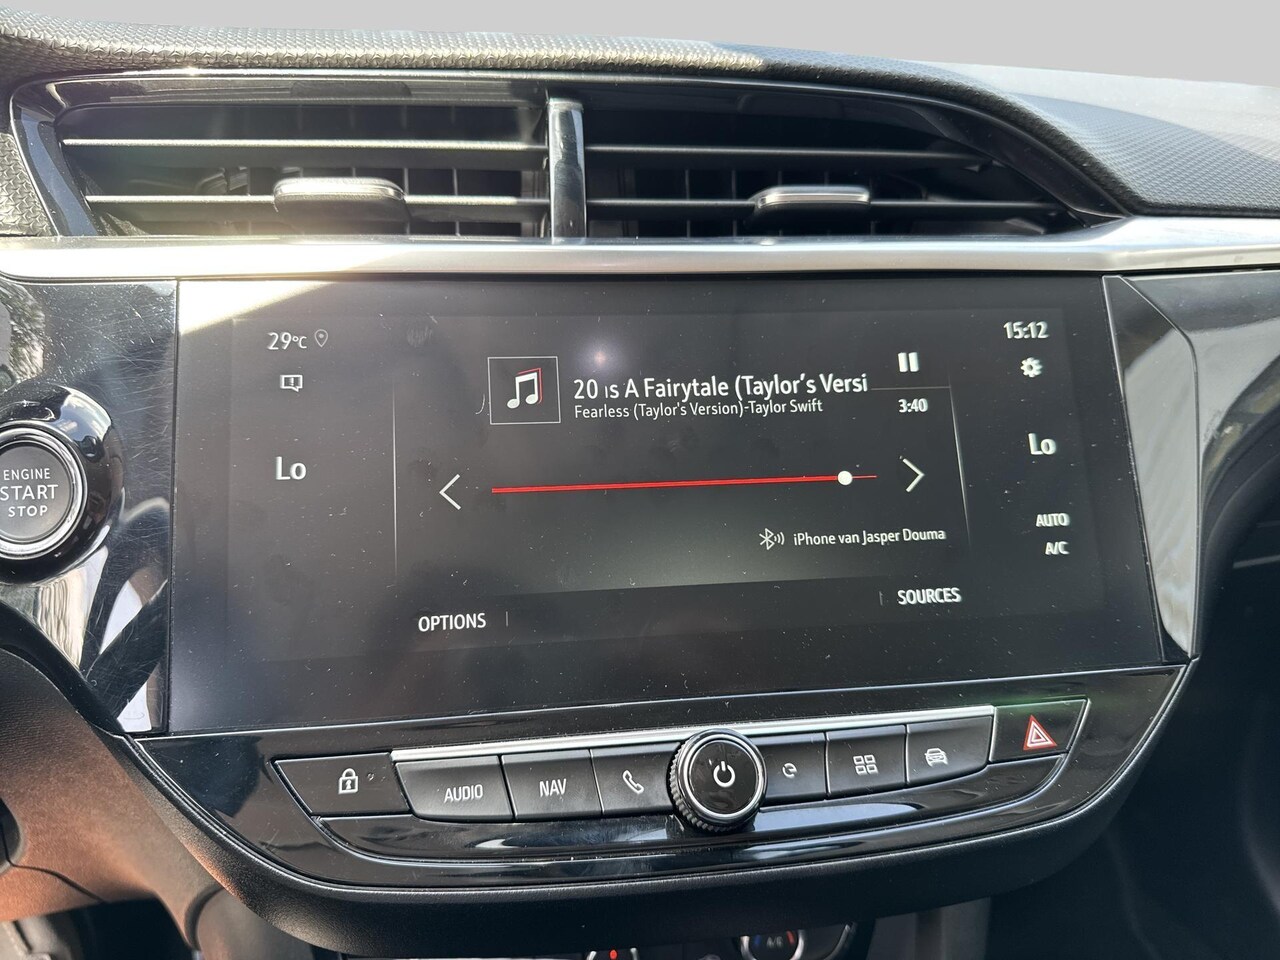 29°C
15:12
20 is A Fairytale (Taylor's Versi
Fearless (Taylor's Version)-Taylor Swift
3:40
Lo
Lo
ENGINE
START
STOP
AUTO
A/C
iPhone van Jasper Douma
OPTIONS
SOURCES
AUDIO
NAV
A/C